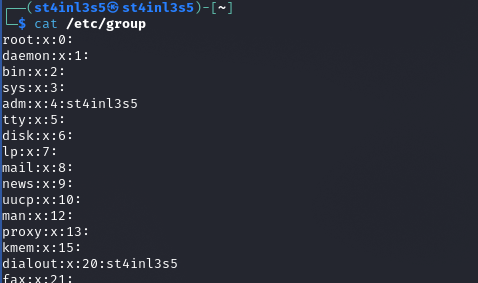 ┌──(st4inl3s5㉿st4inl3s5)-[~]
└─$ cat /etc/group
root:x:0:
daemon:x:1:
bin:x:2:
sys:x:3:
adm:x:4:st4inl3s5
tty:x:5:
disk:x:6:
lp:x:7:
mail:x:8:
news:x:9:
uucp:x:10:
man:x:12:
proxy:x:13:
kmem:x:15:
dialout:x:20:st4inl3s5
fax:x:21: